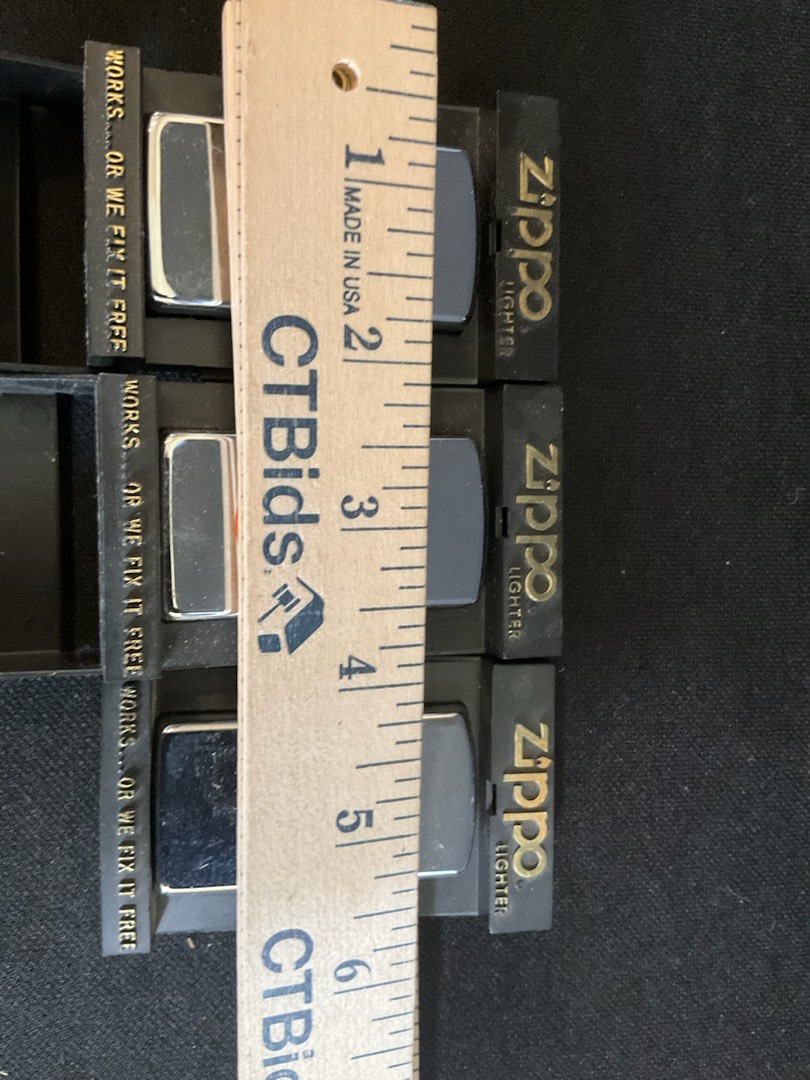 WORKS...OR WE FIX IT FREE
1
MADE IN USA
2
3
4
5
6
CTBids
CTBid
Zippo
LIGHTER
WORKS...OR WE FIX IT FREE
Zippo
LIGHTER
WORKS...OR WE FIX IT FREE
Zippo
LIGHTER